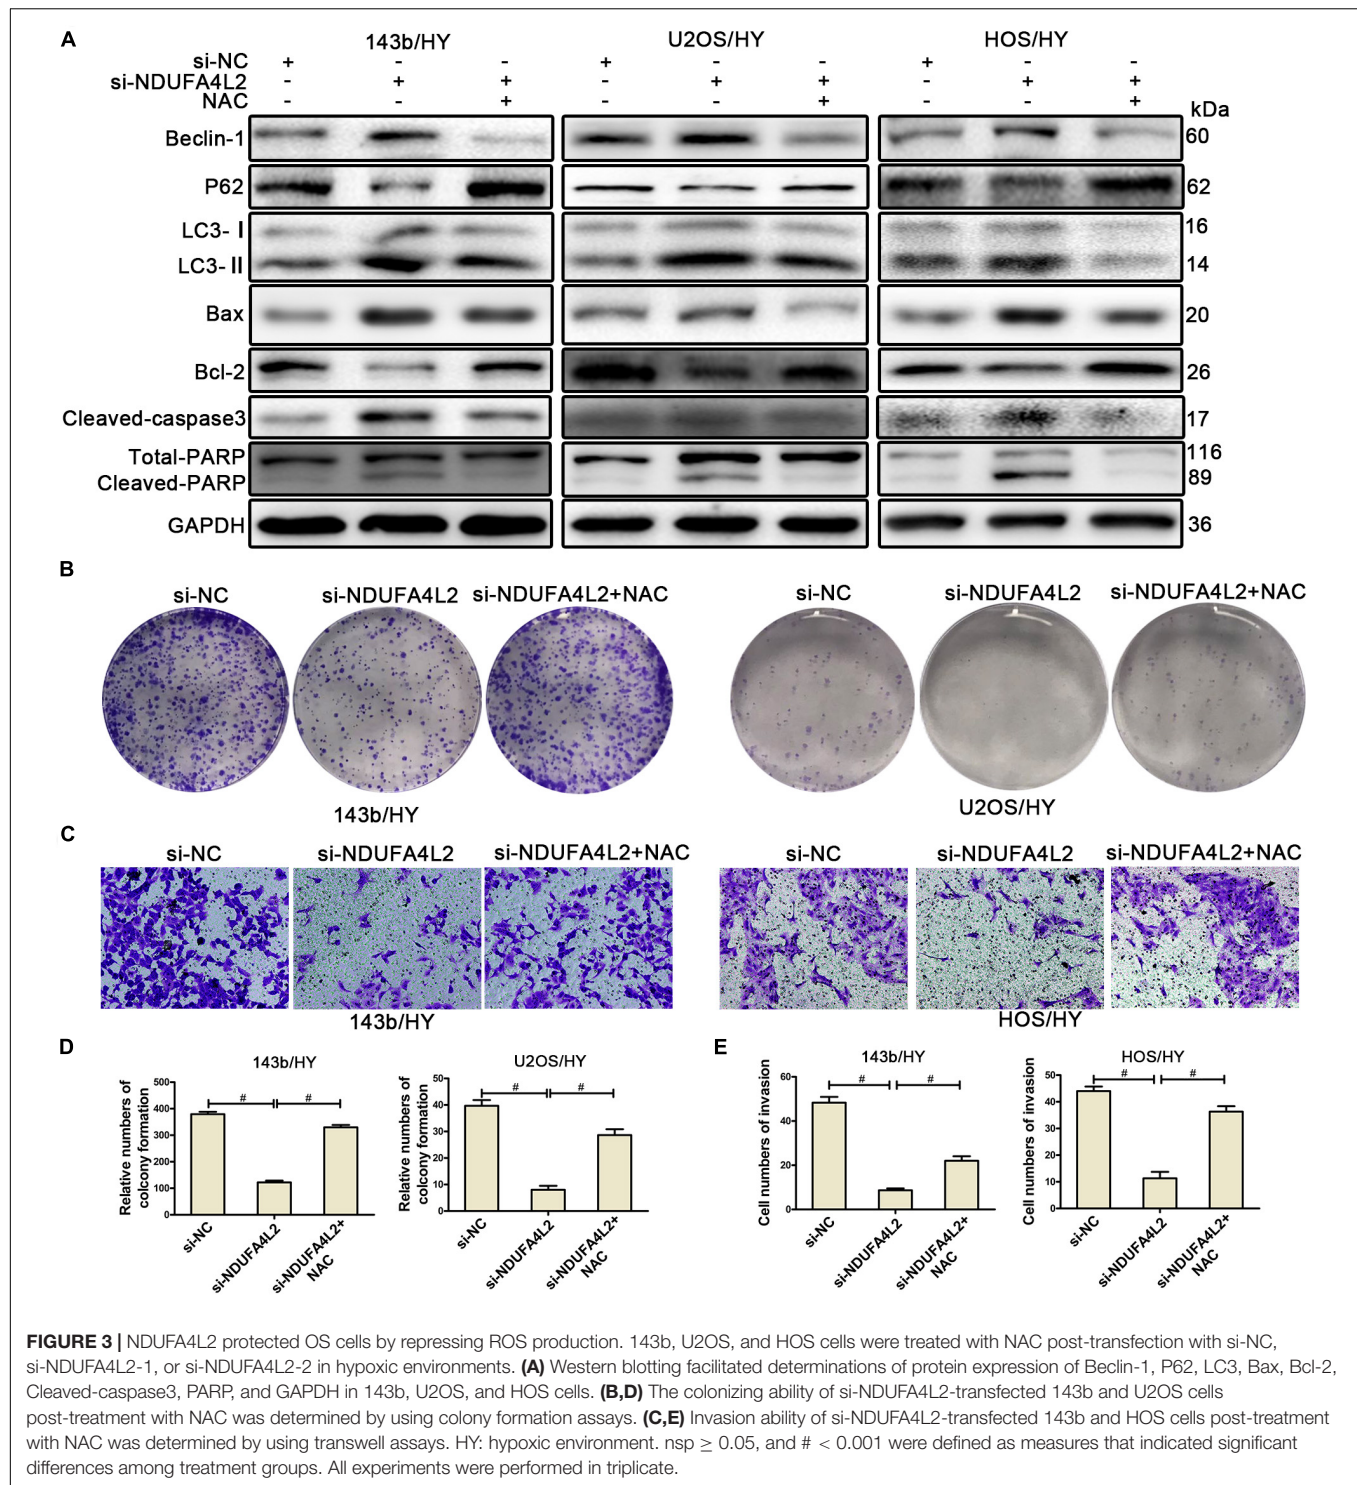 A
143b/HY U2OS/HY HOS/HY
si-NC + - - + - - + - -
si-NDUFA4L2 - + + - + + - + +
NAC - - + - - + - - +
kDa
Beclin-1 60
P62 62
LC3- I 16
LC3- II 14
Bax 20
Bcl-2 26
Cleaved-caspase3 17
Total-PARP 116
Cleaved-PARP 89
GAPDH 36
B
si-NC si-NDUFA4L2 si-NDUFA4L2+NAC si-NC si-NDUFA4L2 si-NDUFA4L2+NAC
143b/HY U2OS/HY
C
si-NC si-NDUFA4L2 si-NDUFA4L2+NAC si-NC si-NDUFA4L2 si-NDUFA4L2+NAC
143b/HY HOS/HY
D
143b/HY
Relative numbers of
colony formation
500
400
300
200
100
0
# #
si-NC
si-NDUFA4L2
si-NDUFA4L2+
NAC
U2OS/HY
Relative numbers of
colony formation
50
40
30
20
10
0
# #
si-NC
si-NDUFA4L2
si-NDUFA4L2+
NAC
E
143b/HY
Cell numbers of invasion
60
40
20
0
# #
si-NC
si-NDUFA4L2
si-NDUFA4L2+
NAC
HOS/HY
Cell numbers of invasion
50
40
30
20
10
0
# #
si-NC
si-NDUFA4L2
si-NDUFA4L2+
NAC
FIGURE 3 | NDUFA4L2 protected OS cells by repressing ROS production. 143b, U2OS, and HOS cells were treated with NAC post-transfection with si-NC,
si-NDUFA4L2-1, or si-NDUFA4L2-2 in hypoxic environments. (A) Western blotting facilitated determinations of protein expression of Beclin-1, P62, LC3, Bax, Bcl-2,
Cleaved-caspase3, PARP, and GAPDH in 143b, U2OS, and HOS cells. (B,D) The colonizing ability of si-NDUFA4L2-transfected 143b and U2OS cells
post-treatment with NAC was determined by using colony formation assays. (C,E) Invasion ability of si-NDUFA4L2-transfected 143b and HOS cells post-treatment
with NAC was determined by using transwell assays. HY: hypoxic environment. nsp ≥ 0.05, and # < 0.001 were defined as measures that indicated significant
differences among treatment groups. All experiments were performed in triplicate.